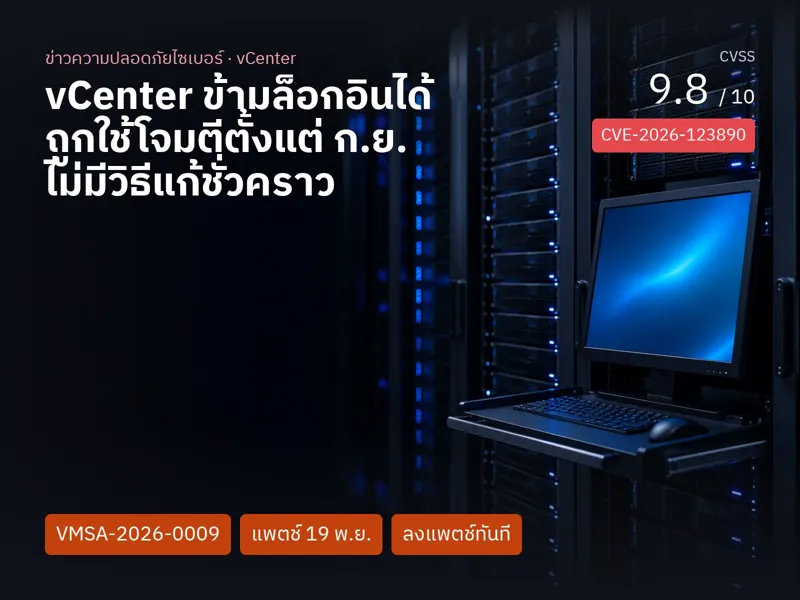 ข่าวความปลอดภัยไซเบอร์ · vCenter
vCenter ข้ามล็อกอินได้
ถูกใช้โจมตีตั้งแต่ ก.ย.
ไม่มีวิธีแก้ชั่วคราว
CVSS
9.8 / 10
CVE-2026-123890
VMSA-2026-0009
แพตช์ 19 พ.ย.
ลงแพตช์ทันที